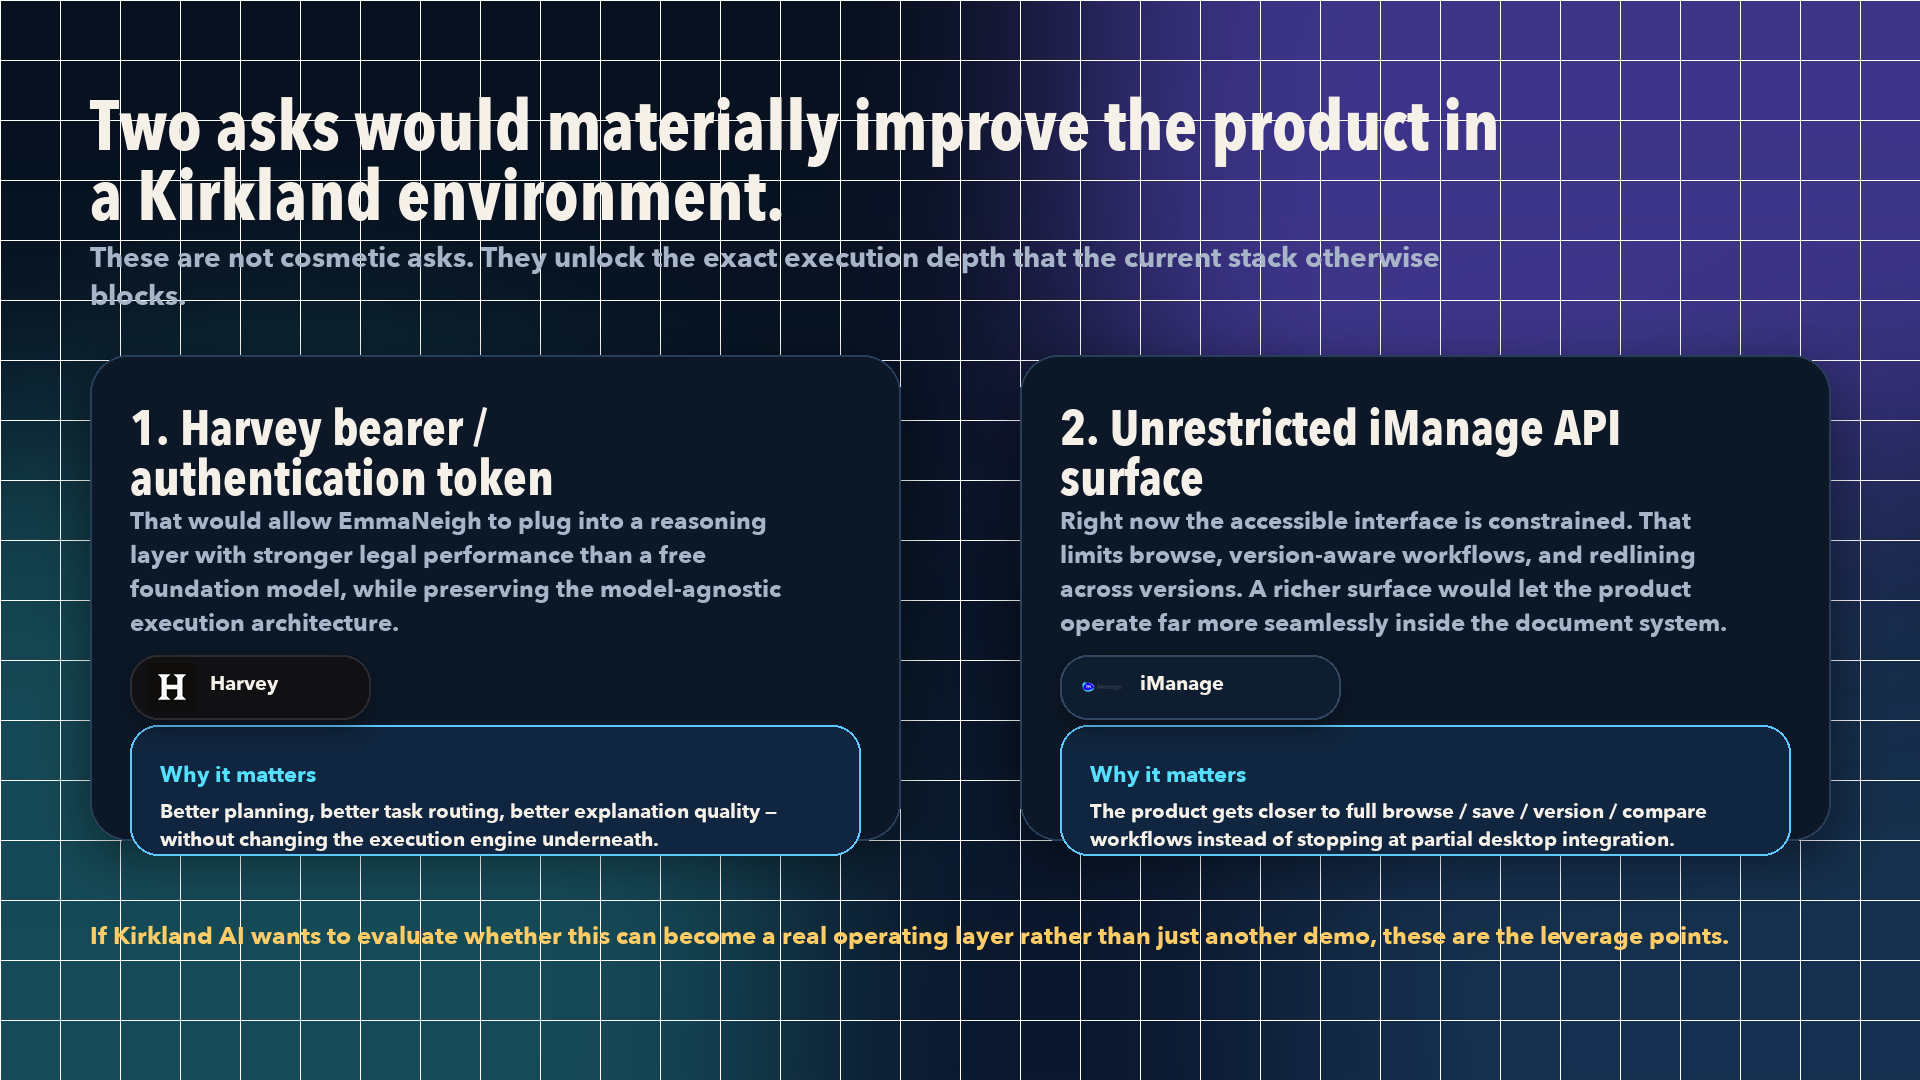 Two asks would materially improve the product in
a Kirkland environment.
These are not cosmetic asks. They unlock the exact execution depth that the current stack otherwise
blocks.
1. Harvey bearer /
authentication token
That would allow EmmaNeigh to plug into a reasoning
layer with stronger legal performance than a free
foundation model, while preserving the model-agnostic
execution architecture.
H Harvey
Why it matters
Better planning, better task routing, better explanation quality —
without changing the execution engine underneath.
2. Unrestricted iManage API
surface
Right now the accessible interface is constrained. That
limits browse, version-aware workflows, and redlining
across versions. A richer surface would let the product
operate far more seamlessly inside the document system.
iManage iManage
Why it matters
The product gets closer to full browse / save / version / compare
workflows instead of stopping at partial desktop integration.
If Kirkland AI wants to evaluate whether this can become a real operating layer rather than just another demo, these are the leverage points.